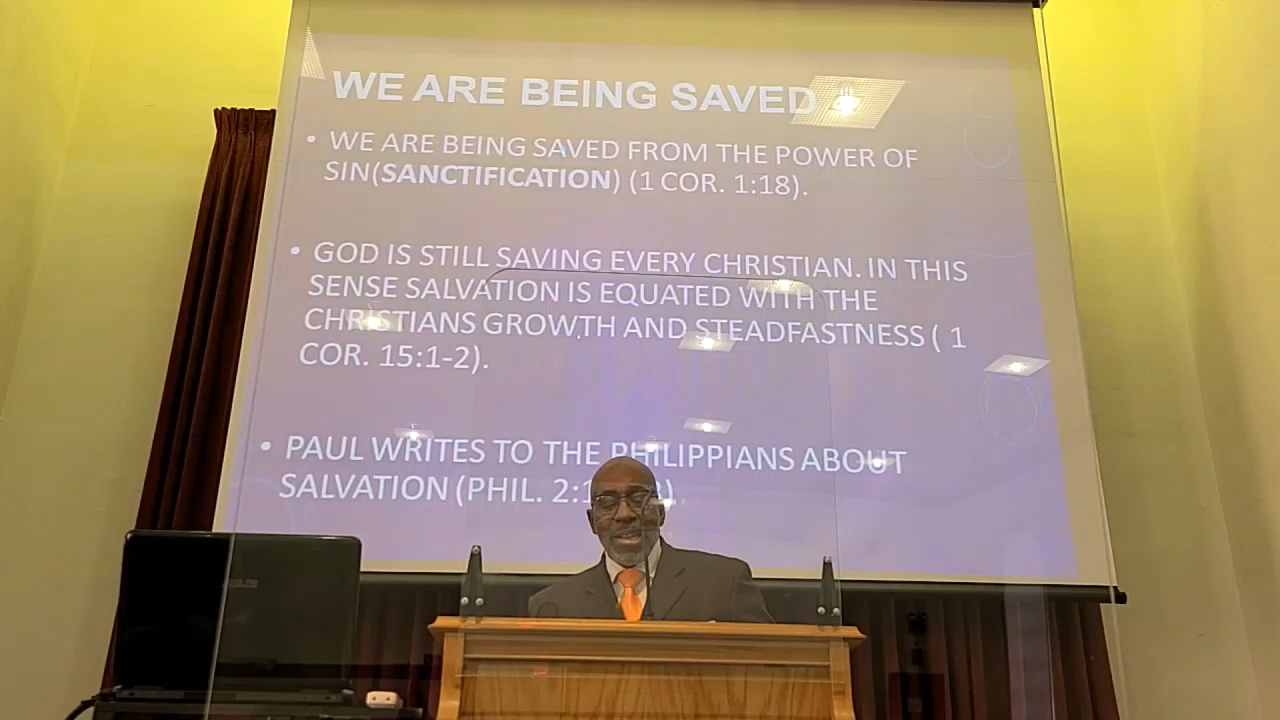 WE ARE BEING SAVED
• WE ARE BEING SAVED FROM THE POWER OF
SIN(SANCTIFICATION) (1 COR. 1:18).
• GOD IS STILL SAVING EVERY CHRISTIAN. IN THIS
SENSE SALVATION IS EQUATED WITH THE
CHRISTIANS GROWTH AND STEADFASTNESS ( 1
COR. 15:1-2).
• PAUL WRITES TO THE PHILIPPIANS ABOUT
SALVATION (PHIL.